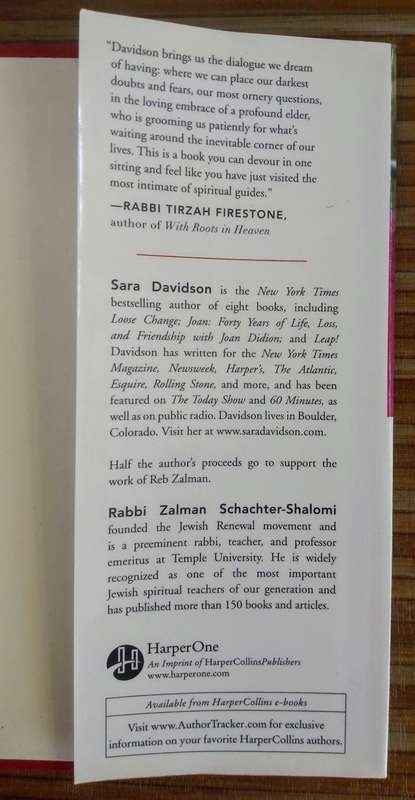 "Davidson brings us the dialogue we dream
of having: where we can place our darkest
doubts and fears, our most ornery questions,
in the loving embrace of a profound elder,
who is grooming us patiently for what's
waiting around the inevitable corner of our
lives. This is a book you can devour in one
sitting and feel like you have just visited the
most intimate of spiritual guides."
—RABBI TIRZAH FIRESTONE,
author of With Roots in Heaven
Sara Davidson is the New York Times
bestselling author of eight books, including
Loose Change; Joan: Forty Years of Life, Loss,
and Friendship with Joan Didion; and Leap!
Davidson has written for the New York Times
Magazine, Newsweek, Harper's, The Atlantic,
Esquire, Rolling Stone, and more, and has been
featured on The Today Show and 60 Minutes, as
well as on public radio. Davidson lives in Boulder,
Colorado. Visit her at www.saradavidson.com.
Half the author's proceeds go to support the
work of Reb Zalman.
Rabbi Zalman Schachter-Shalomi
founded the Jewish Renewal movement and
is a preeminent rabbi, teacher, and professor
emeritus at Temple University. He is widely
recognized as one of the most important
Jewish spiritual teachers of our generation and
has published more than 150 books and articles.
HarperOne
An Imprint of HarperCollinsPublishers
www.harperone.com
Available from HarperCollins e-books
Visit www.AuthorTracker.com for exclusive
information on your favorite HarperCollins authors.